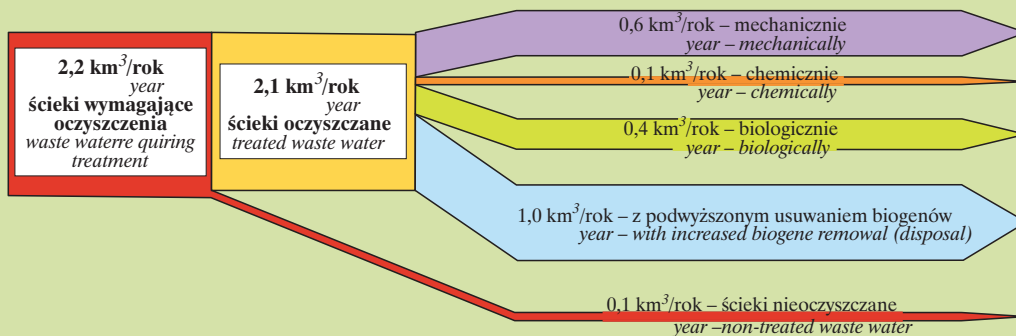 2,2 km³/rok
year
ścieki wymagające
oczyszczenia
waste waterre quiring
treatment
2,1 km³/rok
year
ścieki oczyszczane
treated waste water
0,6 km³/rok – mechanicznie
year – mechanically
0,1 km³/rok – chemicznie
year – chemically
0,4 km³/rok – biologicznie
year – biologically
1,0 km³/rok – z podwyższonym usuwaniem biogenów
year – with increased biogene remowal (disposal)
0,1 km³/rok – ścieki nieoczyszczane
year –non-treated waste water